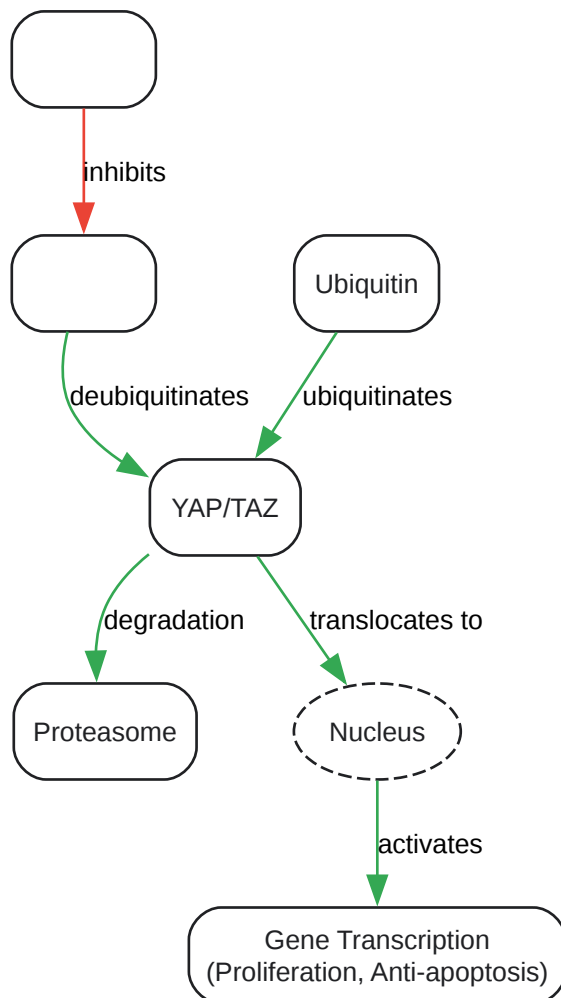 inhibits
Ubiquitin
deubiquitinates
ubiquitinates
YAP/TAZ
degradation
translocates to
Proteasome
Nucleus
activates
Gene Transcription
(Proliferation, Anti-apoptosis)